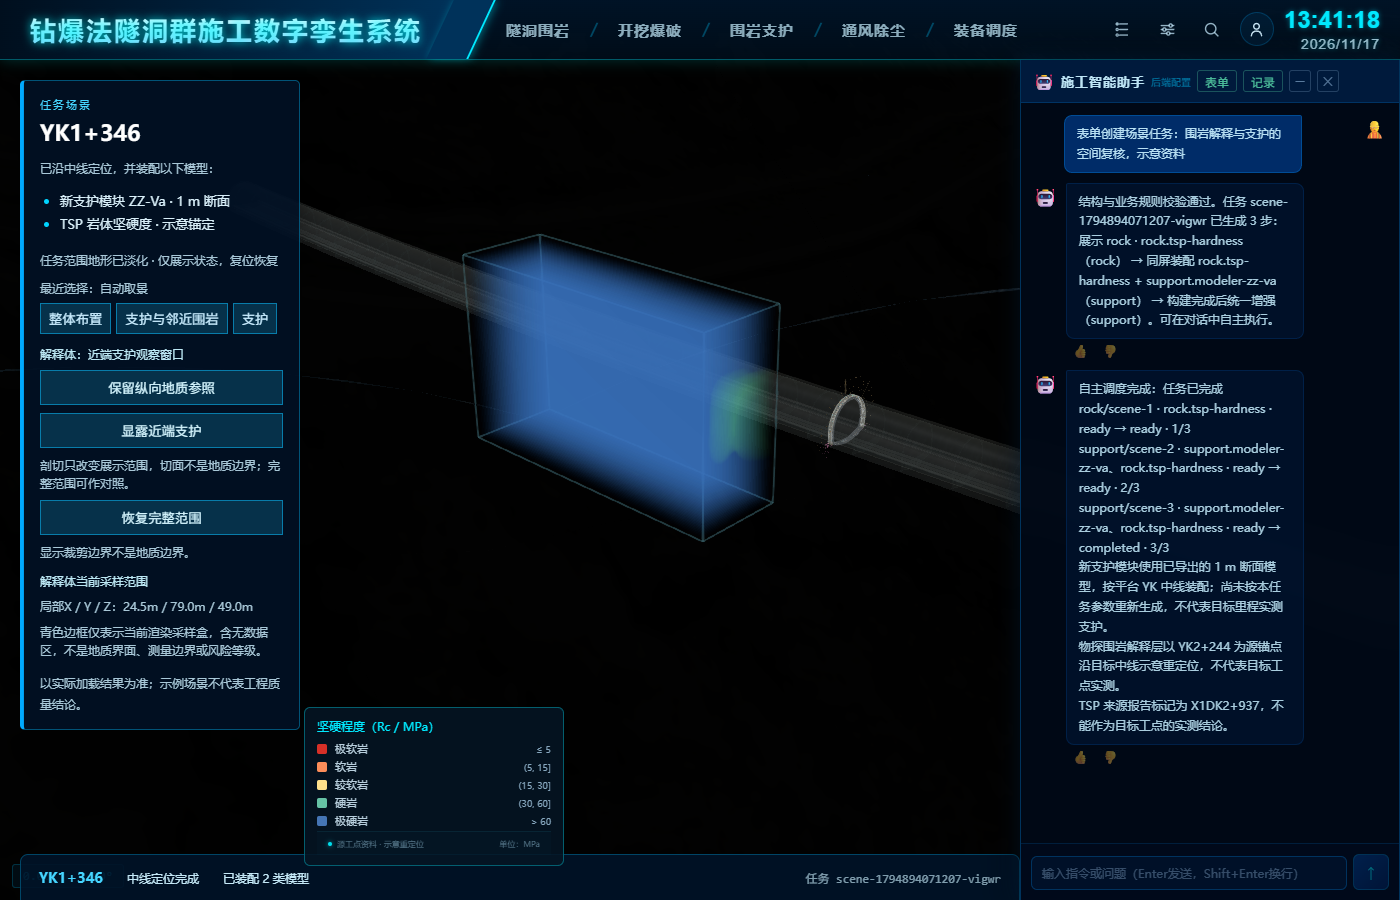 钻爆法隧洞群施工数字孪生系统
隧洞围岩 / 开挖爆破 / 围岩支护 / 通风除尘 / 装备调度
13:41:18
2026/11/17
任务场景
YK1+346
已沿中线定位，并装配以下模型：
新支护模块 ZZ-Va · 1 m 断面
TSP 岩体坚硬度 · 示意锚定
任务范围地形已淡化 · 仅展示状态，复位恢复
最近选择：自动取景
整体布置 支护与邻近围岩 支护
解释体：近端支护观察窗口
保留纵向地质参照
显露近端支护
剖切只改变展示范围，切面不是地质边界；完
整范围可作对照。
恢复完整范围
显示裁剪边界不是地质边界。
解释体当前采样范围
局部X / Y / Z：24.5m / 79.0m / 49.0m
青色边框仅表示当前渲染采样盒，含无数据
区，不是地质界面、测量边界或风险等级。
以实际加载结果为准；示例场景不代表工程质
量结论。
坚硬程度（Rc / MPa）
极软岩 ≤ 5
软岩 (5, 15]
较软岩 (15, 30]
硬岩 (30, 60]
极硬岩 > 60
源工点资料 · 示意重定位 单位：MPa
YK1+346 中线定位完成 已装配 2 类模型 任务 scene-1794894071207-vigwr
施工智能助手 后端配置 表单 记录
表单创建场景任务：围岩解释与支护的
空间复核，示意资料
结构与业务规则校验通过。任务 scene-
1794894071207-vigwr 已生成 3 步：
展示 rock · rock.tsp-hardness
（rock） → 同屏装配 rock.tsp-
hardness + support.modeler-zz-va
（support） → 构建完成后统一增强
（support）。可在对话中自主执行。
自主调度完成：任务已完成
rock/scene-1 · rock.tsp-hardness ·
ready → ready · 1/3
support/scene-2 · support.modeler-
zz-va、rock.tsp-hardness · ready →
ready · 2/3
support/scene-3 · support.modeler-
zz-va、rock.tsp-hardness · ready →
completed · 3/3
新支护模块使用已导出的 1 m 断面模
型，按平台 YK 中线装配；尚未按本任
务参数重新生成，不代表目标里程实测
支护。
物探围岩解释层以 YK2+244 为源锚点
沿目标中线示意重定位，不代表目标工
点实测。
TSP 来源报告标记为 X1DK2+937，不
能作为目标工点的实测结论。
输入指令或问题（Enter发送，Shift+Enter换行）